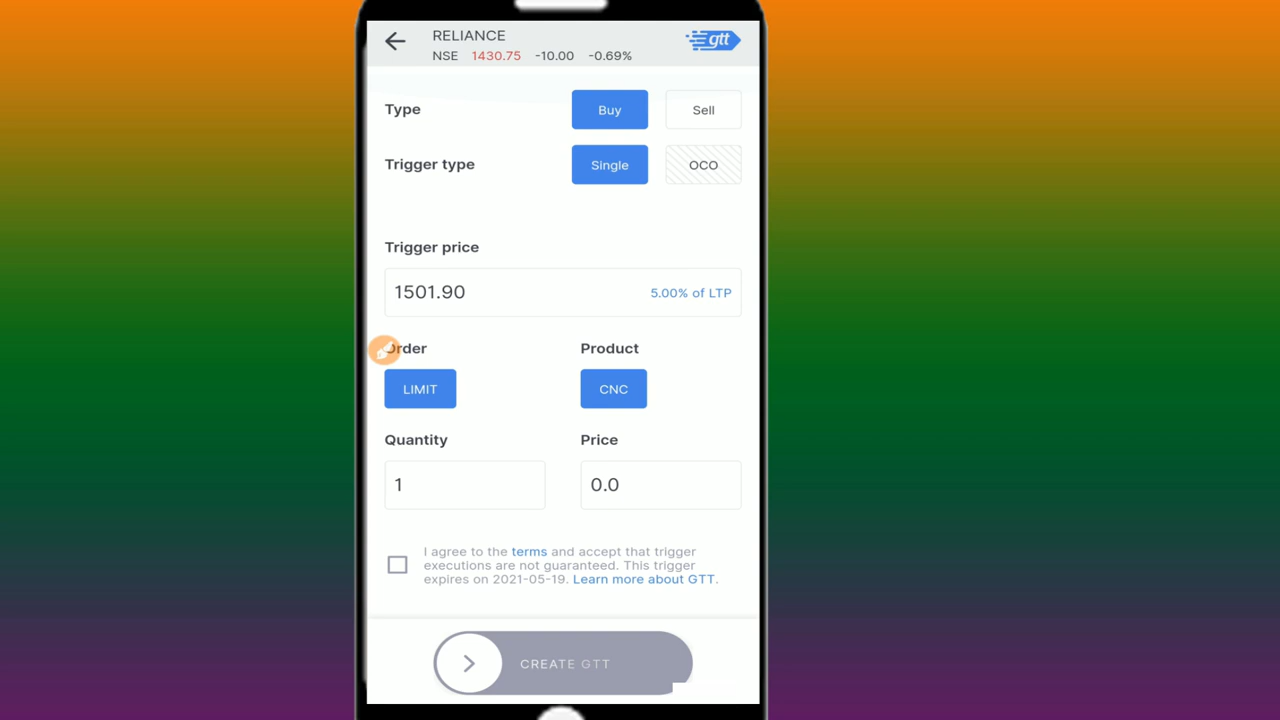 RELIANCE
NSE 1430.75 -10.00 -0.69%
gtt
Type Buy Sell
Trigger type Single OCO
Trigger price
1501.90 5.00% of LTP
Order Product
LIMIT CNC
Quantity Price
1 0.0
I agree to the terms and accept that trigger
executions are not guaranteed. This trigger
expires on 2021-05-19. Learn more about GTT.
CREATE GTT